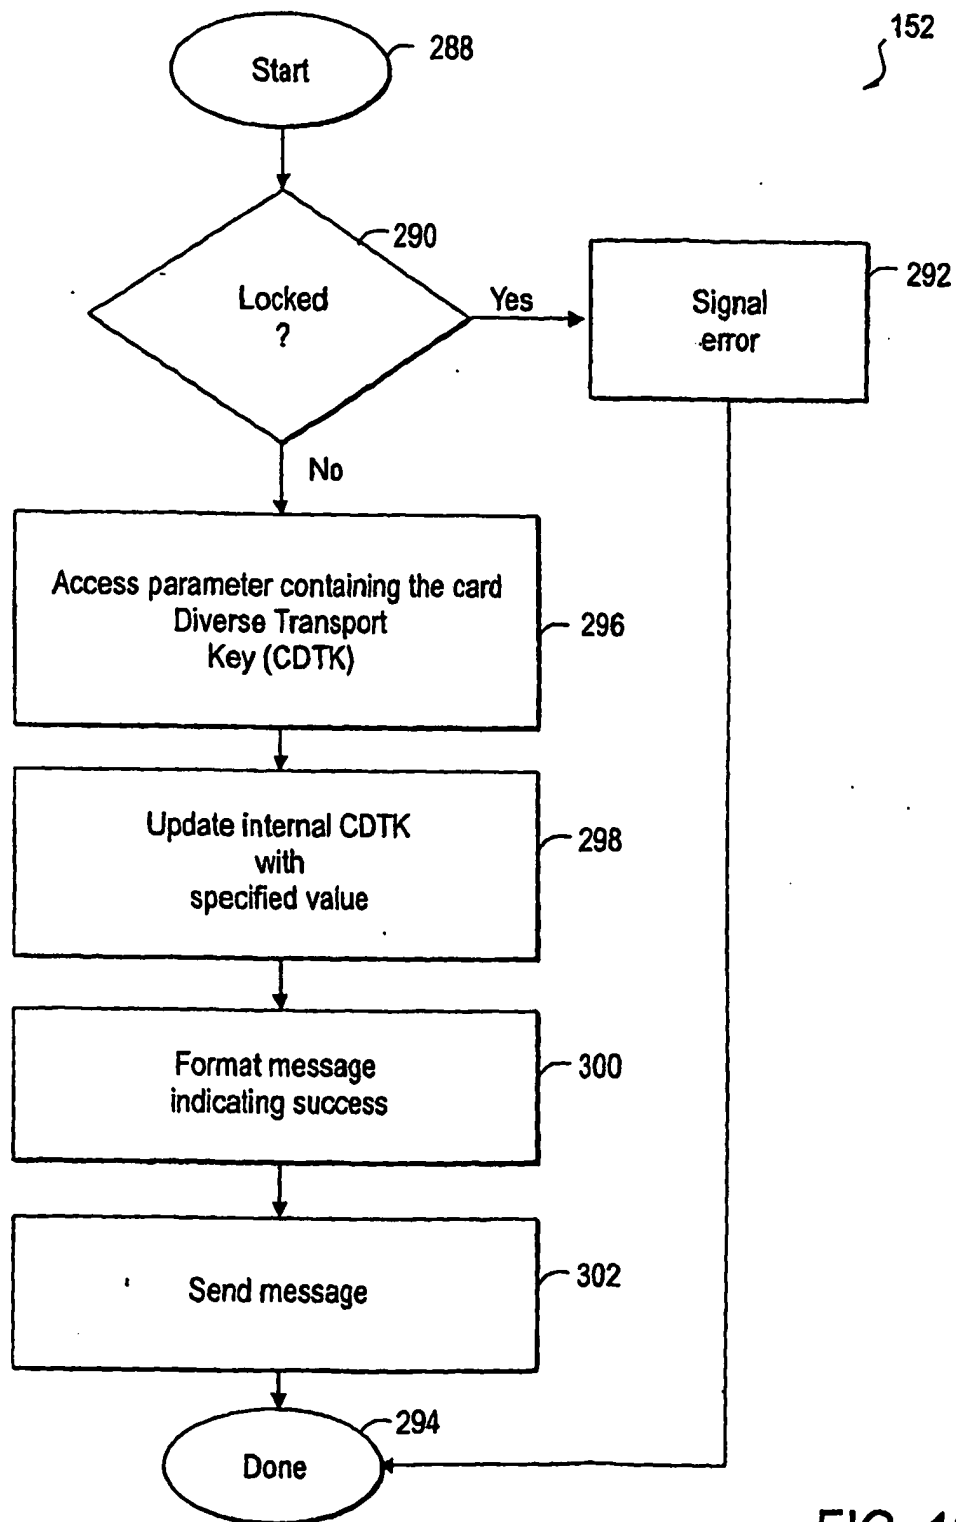 152
Start
288
Locked
?
290
Yes
Signal
error
292
No
Access parameter containing the card
Diverse Transport
Key (CDTK)
296
Update internal CDTK
with
specified value
298
Format message
indicating success
300
Send message
302
Done
294
FIG.